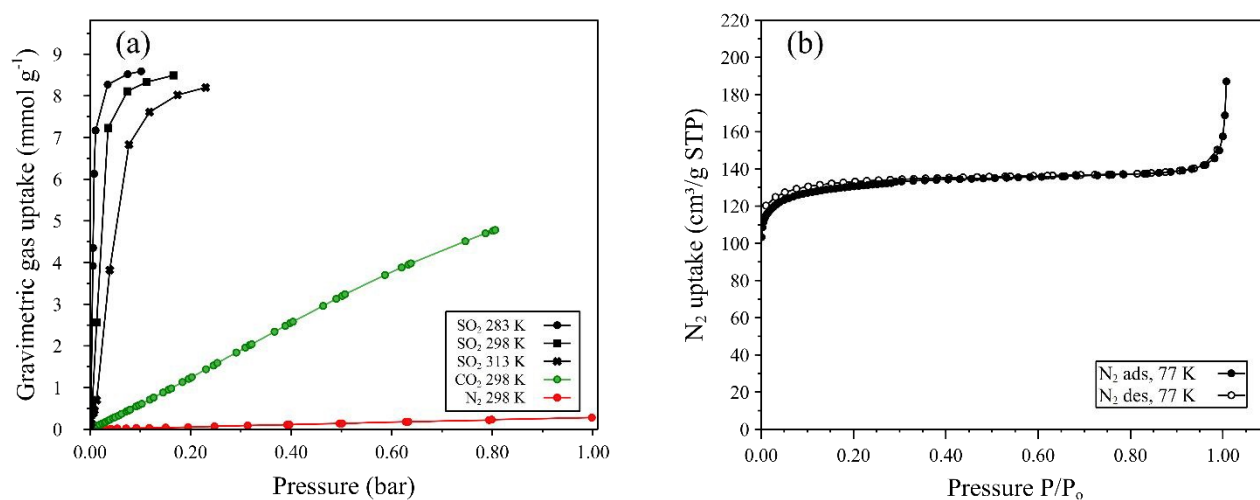 (a)
Gravimetric gas uptake (mmol g⁻¹)
9
8
7
6
5
4
3
2
1
0
0.00 0.20 0.40 0.60 0.80 1.00
Pressure (bar)
SO₂ 283 K
SO₂ 298 K
SO₂ 313 K
CO₂ 298 K
N₂ 298 K
(b)
N₂ uptake (cm³/g STP)
220
200
180
160
140
120
100
80
60
40
20
0
0.00 0.20 0.40 0.60 0.80 1.00
Pressure P/Pₒ
N₂ ads, 77 K
N₂ des, 77 K